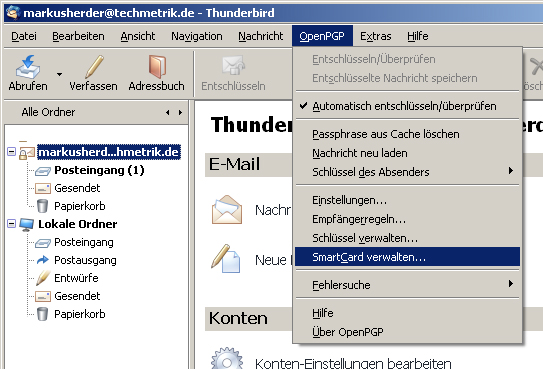 markusherder@techmetrik.de - Thunderbird
Datei Bearbeiten Ansicht Navigation Nachricht OpenPGP Extras Hilfe
Abrufen Verfassen Adressbuch Entschlüsseln
Entschlüsseln/Überprüfen
Entschlüsselte Nachricht speichern
Automatisch entschlüsseln/überprüfen
Passphrase aus Cache löschen
Nachricht neu laden
Schlüssel des Absenders
Einstellungen...
Empfängerregeln...
Schlüssel verwalten...
SmartCard verwalten...
Fehlersuche
Hilfe
Über OpenPGP
Alle Ordner
markusherd...hmetrik.de
Posteingang (1)
Gesendet
Papierkorb
Lokale Ordner
Posteingang
Postausgang
Entwürfe
Gesendet
Papierkorb
Thunder
E-Mail
Nachr
Neue
Konten
Konten-Einstellungen bearbeiten